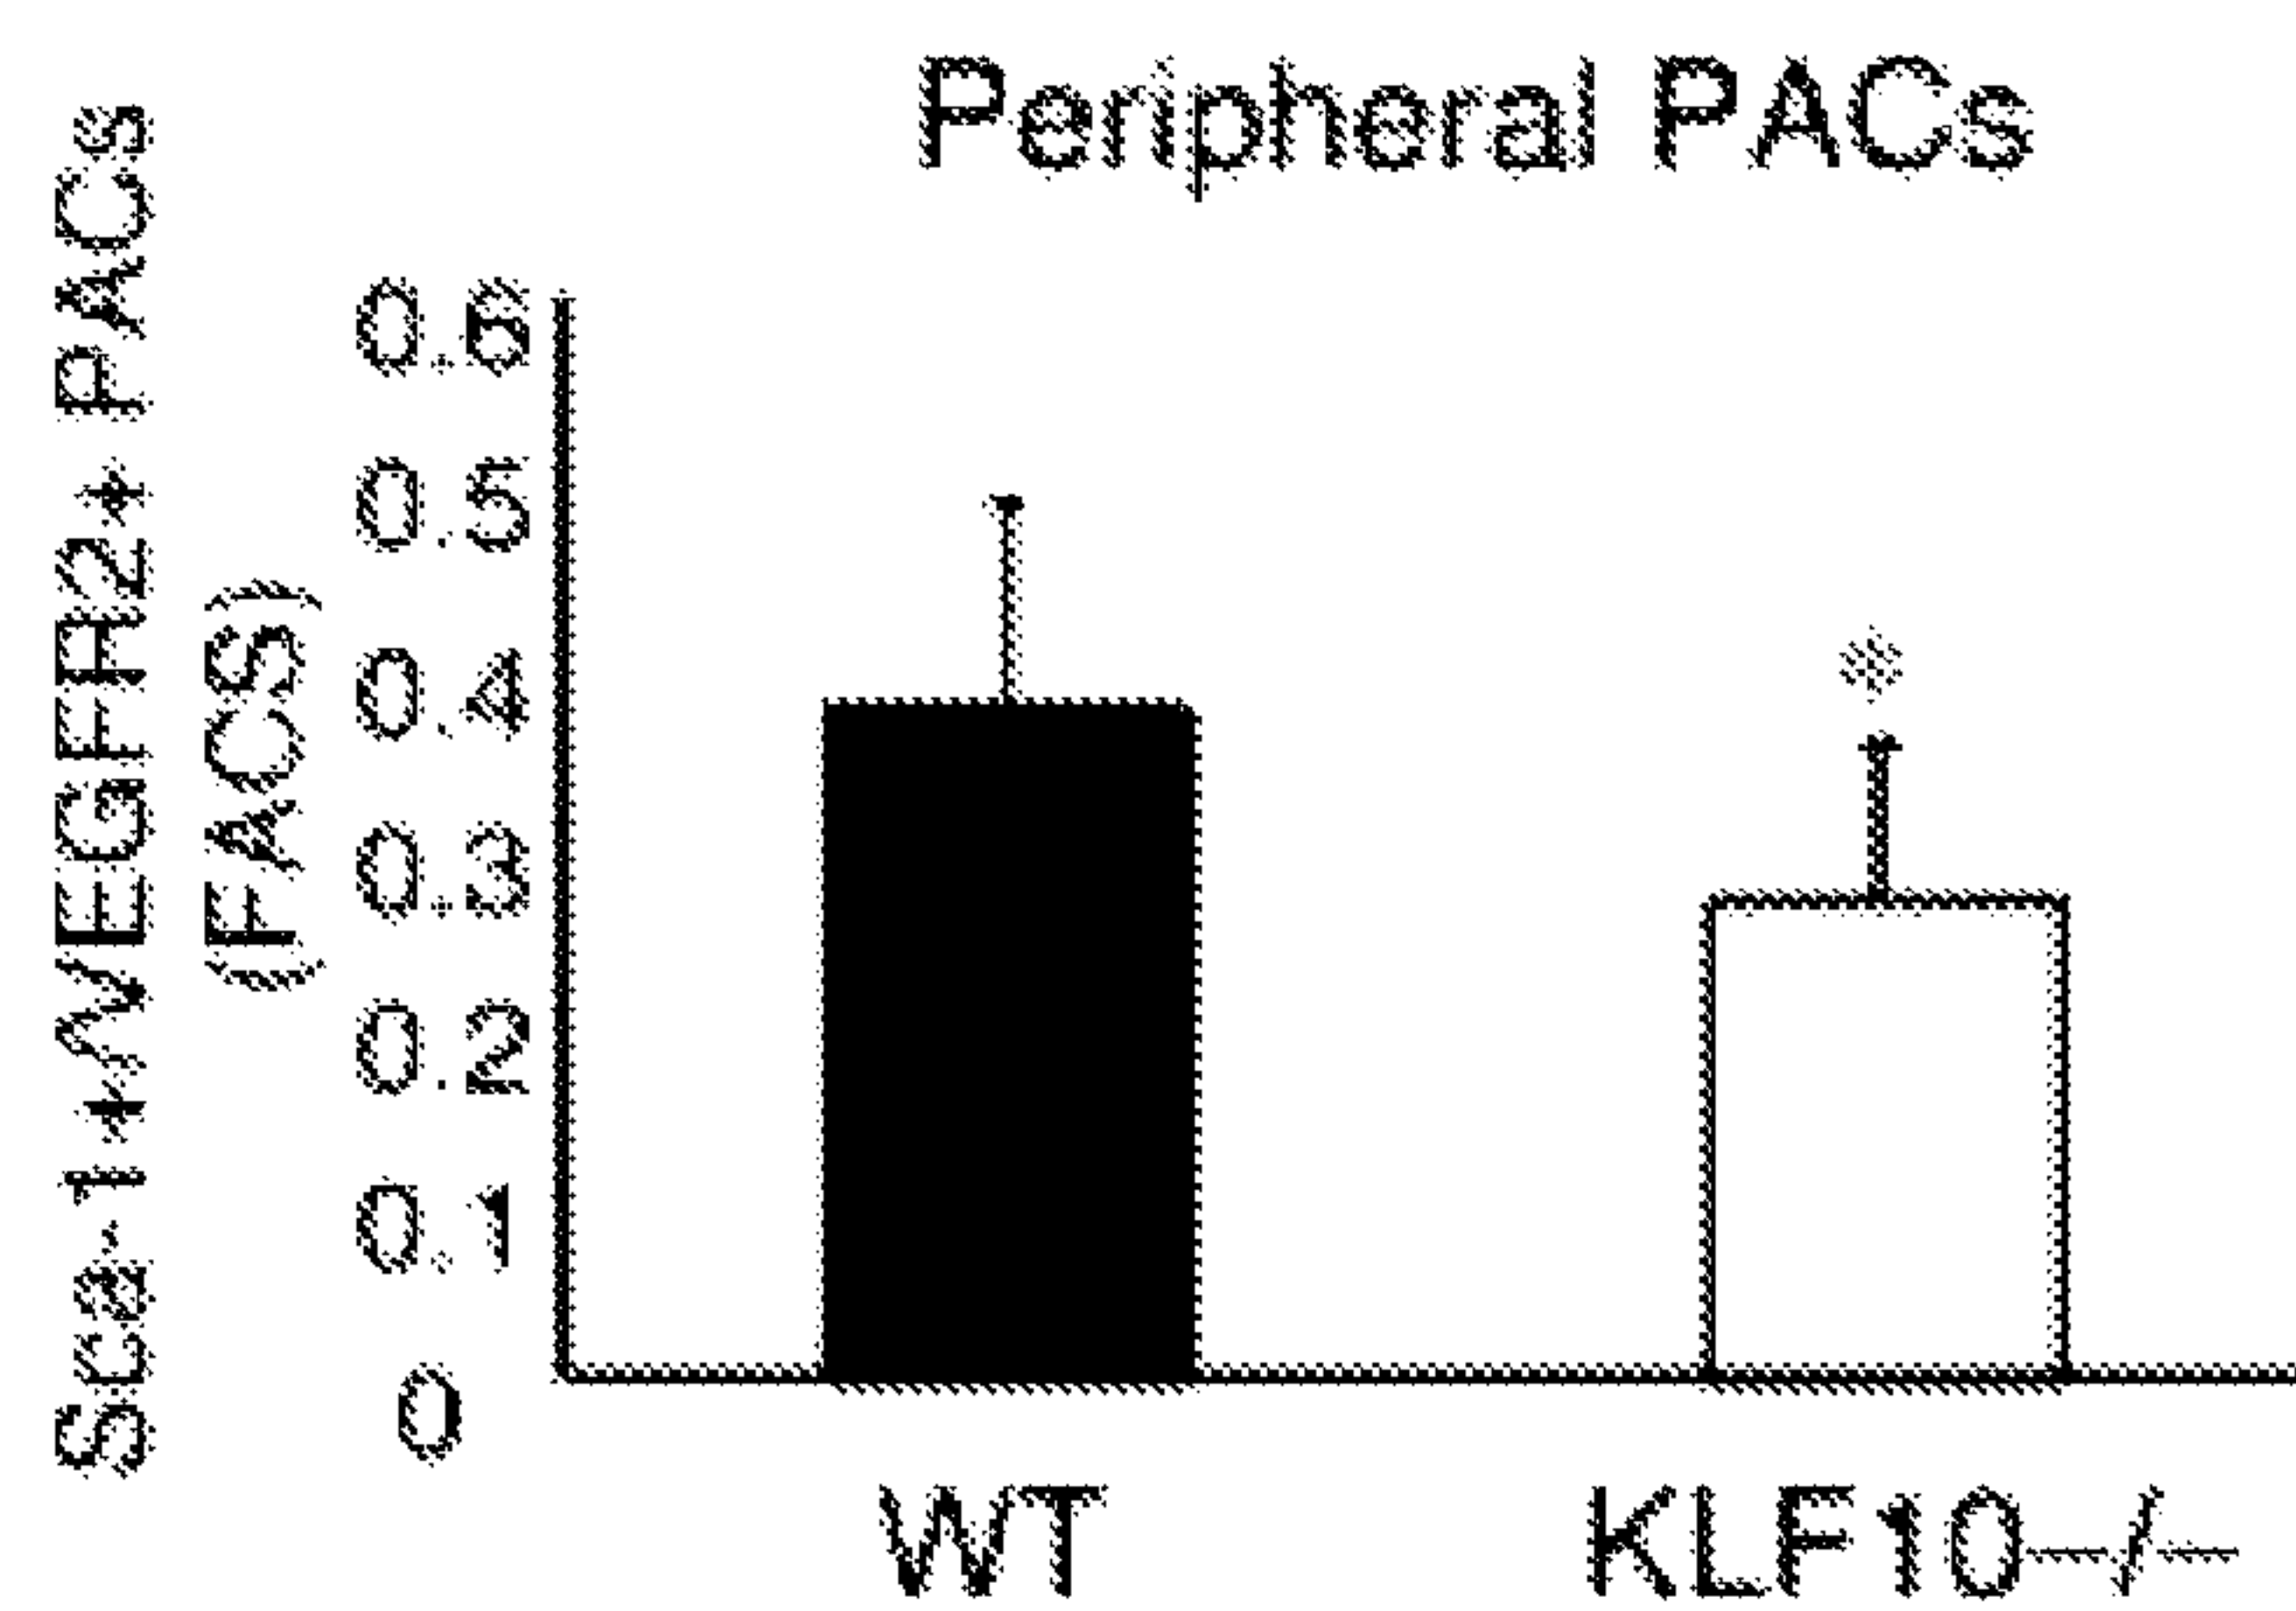 Peripheral PACs
Sca-1+/VEGFR2+ PACs
(FACS)
0.6
0.5
0.4
0.3
0.2
0.1
0
*
WT
KLF10-/-